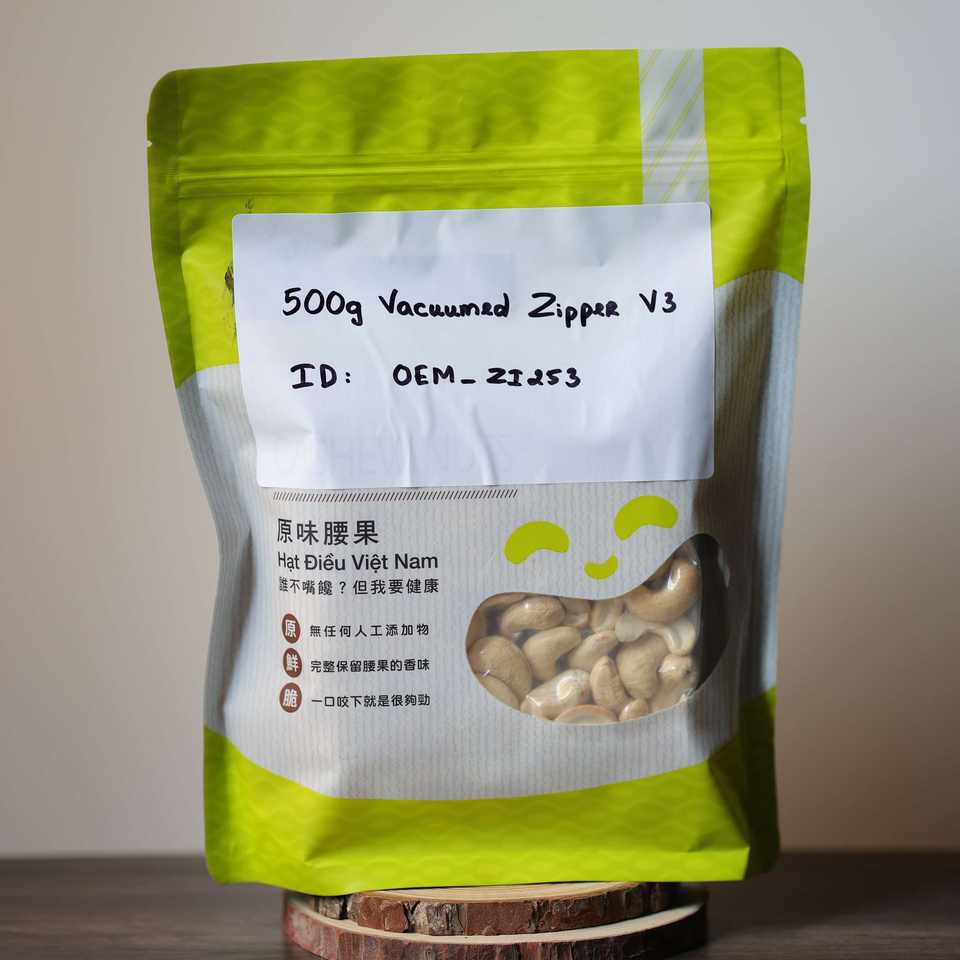 500g Vacuumed Zipper V3
ID: OEM_ZI253
原味腰果
Hạt Điều Việt Nam
誰不嘴饞？但我要健康
原 無任何人工添加物
鮮 完整保留腰果的香味
脆 一口咬下就是很夠勁